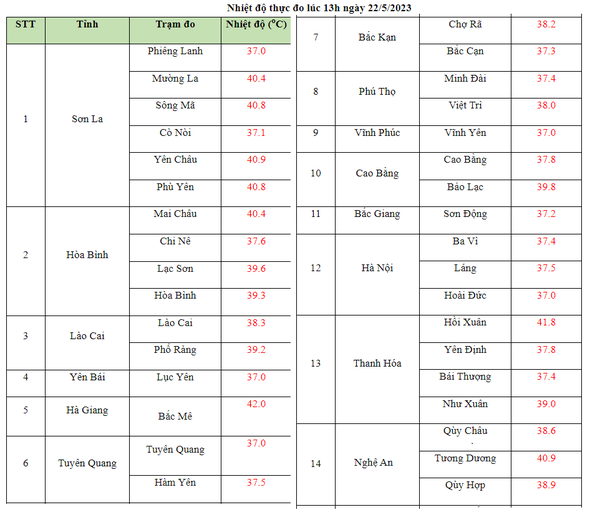 Nhiệt độ thực đo lúc 13h ngày 22/5/2023
STT Tỉnh Trạm đo Nhiệt độ (⁰C)
1 Sơn La
Phiêng Lanh 37.0
Mường La 40.4
Sông Mã 40.8
Cò Nòi 37.1
Yên Châu 40.9
Phù Yên 40.8
2 Hòa Bình
Mai Châu 40.4
Chi Nê 37.6
Lạc Sơn 39.6
Hòa Bình 39.3
3 Lào Cai
Lào Cai 38.3
Phố Ràng 39.2
4 Yên Bái Lục Yên 37.0
5 Hà Giang Bắc Mê 42.0
6 Tuyên Quang
Tuyên Quang 37.0
Hàm Yên 37.5
7 Bắc Kạn
Chợ Rã 38.2
Bắc Cạn 37.3
8 Phú Thọ
Minh Đài 37.4
Việt Trì 38.0
9 Vĩnh Phúc Vĩnh Yên 37.0
10 Cao Bằng
Cao Bằng 37.8
Bảo Lạc 39.8
11 Bắc Giang Sơn Động 37.2
12 Hà Nội
Ba Vì 37.4
Láng 37.5
Hoài Đức 37.0
13 Thanh Hóa
Hồi Xuân 41.8
Yên Định 37.8
Bái Thượng 37.4
Như Xuân 39.0
14 Nghệ An
Qùy Châu 38.6
Tương Dương 40.9
Qùy Hợp 38.9